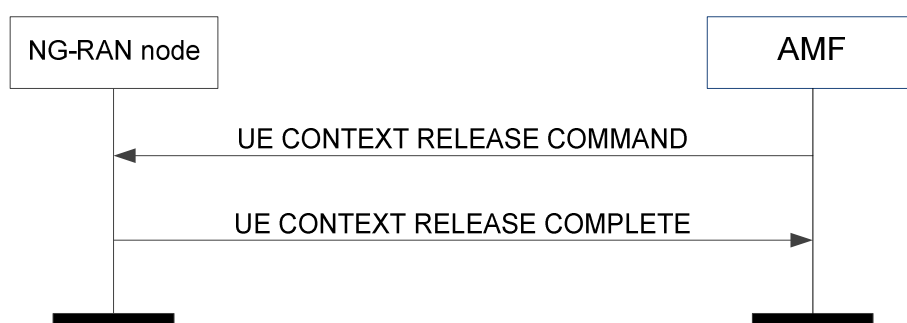 NG-RAN node
AMF
UE CONTEXT RELEASE COMMAND
UE CONTEXT RELEASE COMPLETE